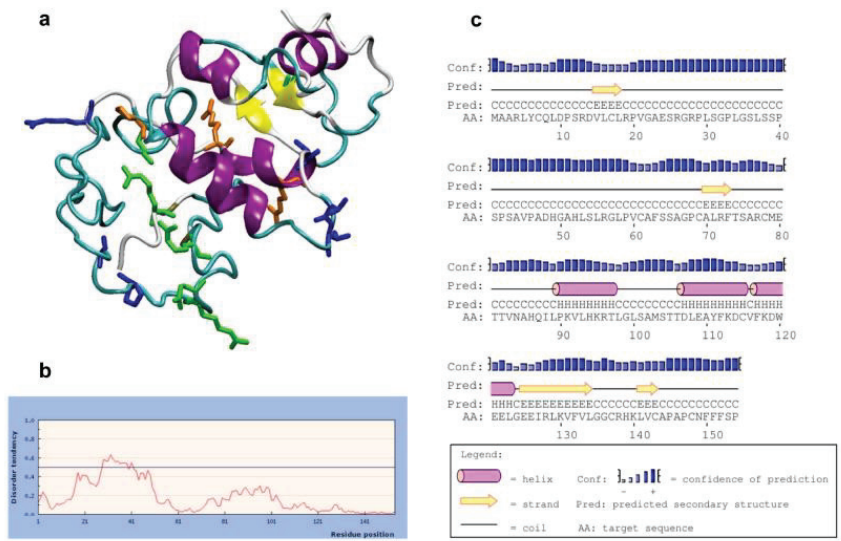 a
b
Disorder tendency
1.0
0.8
0.6
0.4
0.2
0.0
1 21 41 61 81 101 121 141
Residue position
c
Conf:
Pred:
Pred: CCCCCCCCCCCCCCEEEECCCCCCCCCCCCCCCCCCCCCC
AA: MAARLYCQLDPSRDVLCLRPVGAESRGRPLSGPLGSLSSP
10 20 30 40
Conf:
Pred:
Pred: CCCCCCCCCCCCCCCCCCCCCCCCCCCCCEEEECCCCCCC
AA: SPSAVPADHGAHLSLRGLPVCAFSSAGPCALRFTSARCME
50 60 70 80
Conf:
Pred:
Pred: CCCCCCCCCHHHHHHHHCCCCCCCCCHHHHHHHHHCHHHH
AA: TTVNAHQILPKVLHKRTLGLSAMSTTDLEAYFKDCVFKDW
90 100 110 120
Conf:
Pred:
Pred: HHHCEEEEEEEEEECCCCCCEEECCCCCCCCCCC
AA: EELGEEIRLKVFVLGGCRHKLVCAPAPCNFFFSP
130 140 150
Legend:
= helix Conf: - + = confidence of prediction
= strand Pred: predicted secondary structure
= coil AA: target sequence